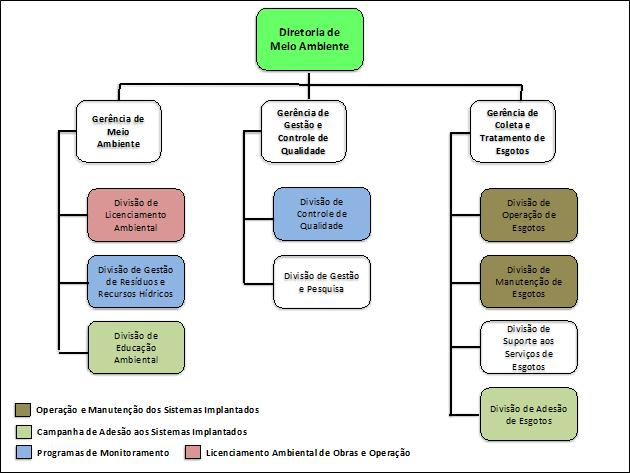 Diretoria de
Meio Ambiente
Gerência de
Meio
Ambiente
Gerência de
Gestão e
Controle de
Qualidade
Gerência de
Coleta e
Tratamento de
Esgotos
Divisão de
Licenciamento
Ambiental
Divisão de
Controle de
Qualidade
Divisão de
Operação de
Esgotos
Divisão de Gestão
de Resíduos e
Recursos Hídricos
Divisão de Gestão
e Pesquisa
Divisão de
Manutenção de
Esgotos
Divisão de
Educação
Ambiental
Divisão de
Suporte aos
Serviços de
Esgotos
Divisão de Adesão
de Esgotos
Operação e Manutenção dos Sistemas Implantados
Campanha de Adesão aos Sistemas Implantados
Programas de Monitoramento
Licenciamento Ambiental de Obras e Operação